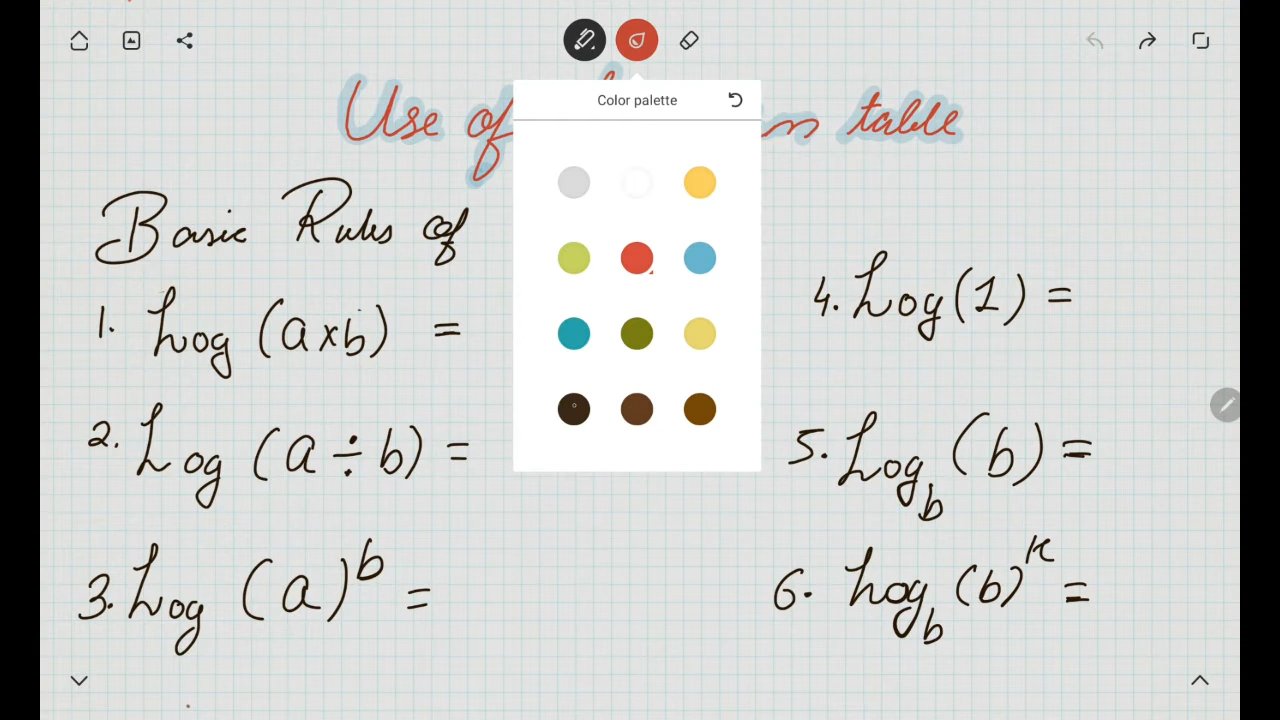 Color palette
Use of table
Basic Rules of
1. Log (a×b) =
2. Log (a ÷ b) =
3. Log (a)^b =
4. Log (1) =
5. Log_b (b) =
6. Log_b (b)^k =